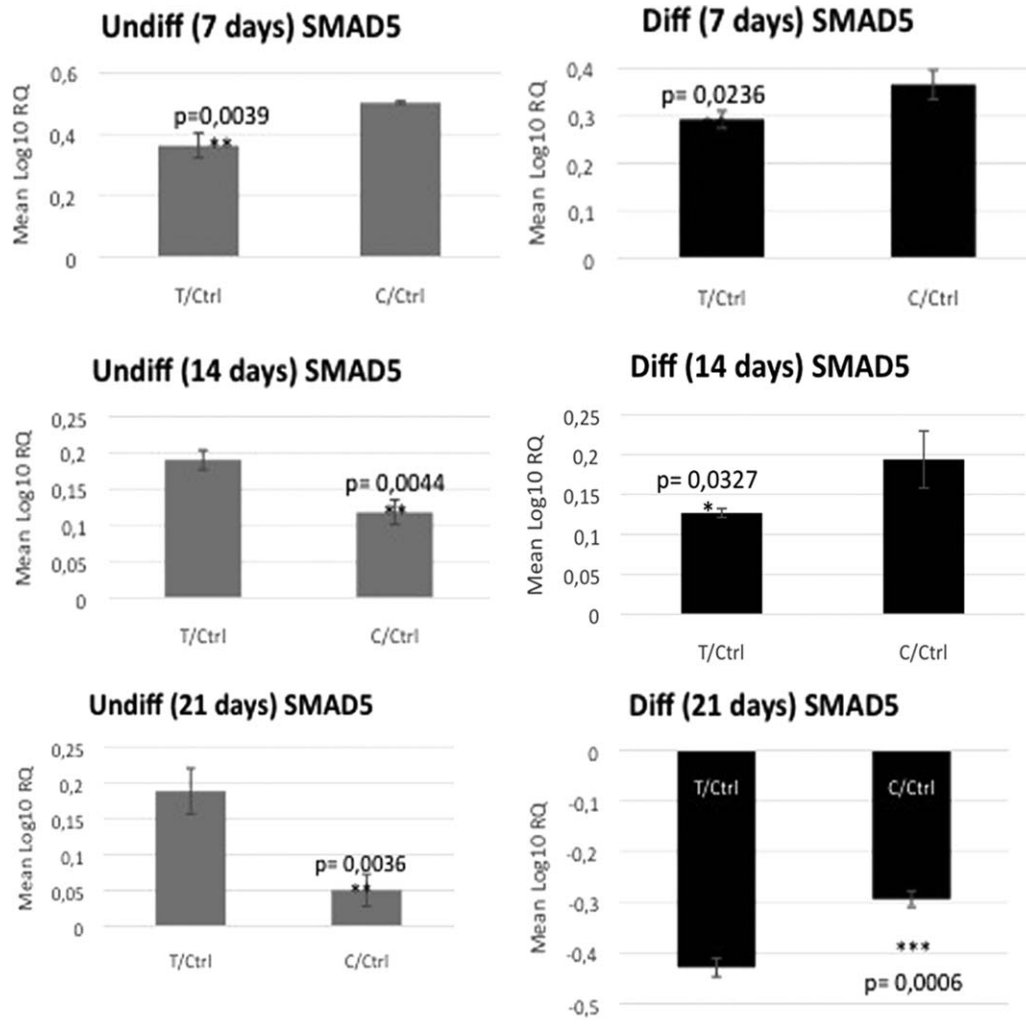 Undiff (7 days) SMAD5
Mean Log10 RQ
0,6
0,4
0,2
0
p=0,0039
**
T/Ctrl
C/Ctrl
Diff (7 days) SMAD5
Mean Log10 RQ
0,4
0,3
0,2
0,1
0
p= 0,0236
T/Ctrl
C/Ctrl
Undiff (14 days) SMAD5
Mean Log10 RQ
0,25
0,2
0,15
0,1
0,05
0
p= 0,0044
**
T/Ctrl
C/Ctrl
Diff (14 days) SMAD5
Mean Log10 RQ
0,25
0,2
0,15
0,1
0,05
0
p= 0,0327
*
T/Ctrl
C/Ctrl
Undiff (21 days) SMAD5
Mean Log10 RQ
0,25
0,2
0,15
0,1
0,05
0
p= 0,0036
**
T/Ctrl
C/Ctrl
Diff (21 days) SMAD5
Mean Log10 RQ
0
-0,1
-0,2
-0,3
-0,4
-0,5
T/Ctrl
C/Ctrl
***
p= 0,0006